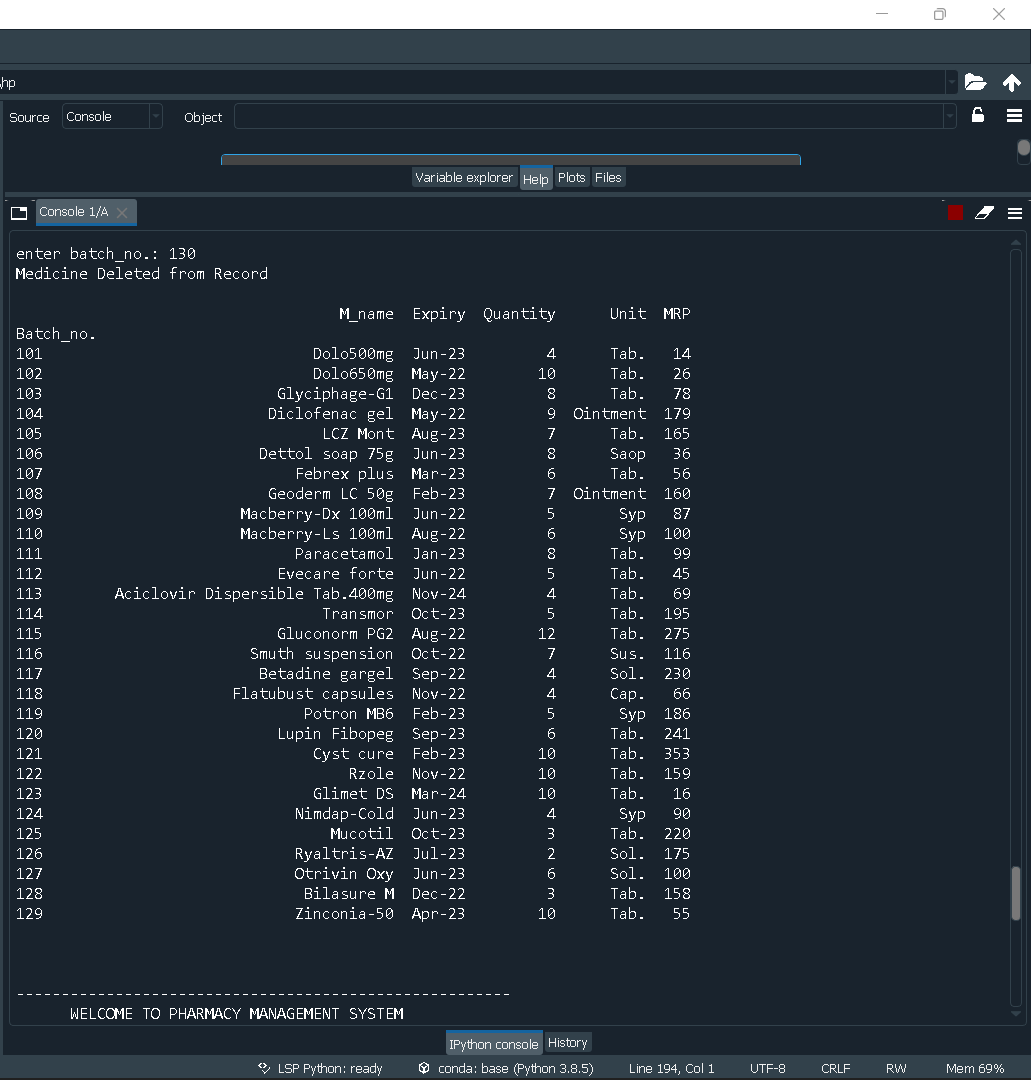 \hp
Source Console Object
Variable explorer Help Plots Files
Console 1/A
enter batch_no.: 130
Medicine Deleted from Record
M_name Expiry Quantity Unit MRP
Batch_no.
101 Dolo500mg Jun-23 4 Tab. 14
102 Dolo650mg May-22 10 Tab. 26
103 Glyciphage-G1 Dec-23 8 Tab. 78
104 Diclofenac gel May-22 9 Ointment 179
105 LCZ Mont Aug-23 7 Tab. 165
106 Dettol soap 75g Jun-23 8 Saop 36
107 Febrex plus Mar-23 6 Tab. 56
108 Geoderm LC 50g Feb-23 7 Ointment 160
109 Macberry-Dx 100ml Jun-22 5 Syp 87
110 Macberry-Ls 100ml Aug-22 6 Syp 100
111 Paracetamol Jan-23 8 Tab. 99
112 Evecare forte Jun-22 5 Tab. 45
113 Aciclovir Dispersible Tab.400mg Nov-24 4 Tab. 69
114 Transmor Oct-23 5 Tab. 195
115 Gluconorm PG2 Aug-22 12 Tab. 275
116 Smuth suspension Oct-22 7 Sus. 116
117 Betadine gargel Sep-22 4 Sol. 230
118 Flatubust capsules Nov-22 4 Cap. 66
119 Potron MB6 Feb-23 5 Syp 186
120 Lupin Fibopeg Sep-23 6 Tab. 241
121 Cyst cure Feb-23 10 Tab. 353
122 Rzole Nov-22 10 Tab. 159
123 Glimet DS Mar-24 10 Tab. 16
124 Nimdap-Cold Jun-23 4 Syp 90
125 Mucotil Oct-23 3 Tab. 220
126 Ryaltris-AZ Jul-23 2 Sol. 175
127 Otrivin Oxy Jun-23 6 Sol. 100
128 Bilasure M Dec-22 3 Tab. 158
129 Zinconia-50 Apr-23 10 Tab. 55
-------------------------------------------------------
WELCOME TO PHARMACY MANAGEMENT SYSTEM
IPython console History
LSP Python: ready conda: base (Python 3.8.5) Line 194, Col 1 UTF-8 CRLF RW Mem 69%